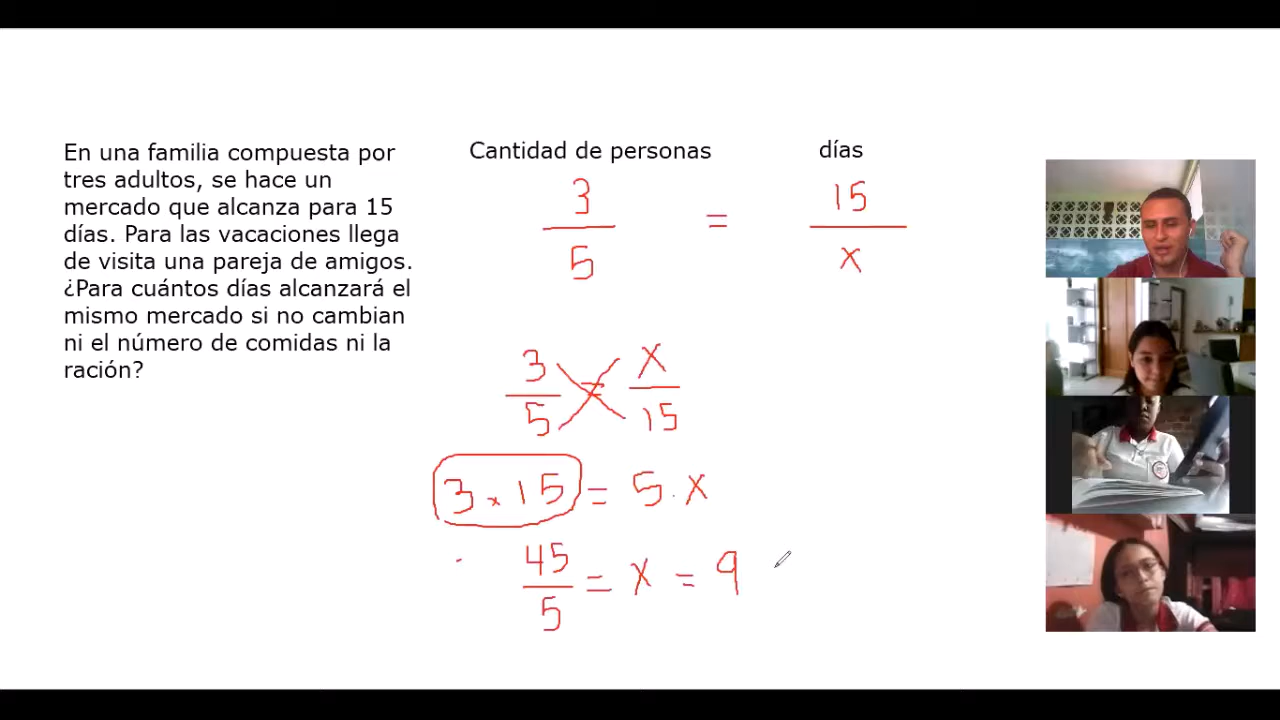 En una familia compuesta por
tres adultos, se hace un
mercado que alcanza para 15
días. Para las vacaciones llega
de visita una pareja de amigos.
¿Para cuántos días alcanzará el
mismo mercado si no cambian
ni el número de comidas ni la
ración?
Cantidad de personas días
3/5 = 15/x
3/5 = x/15
3 × 15 = 5 . x
45/5 = x = 9